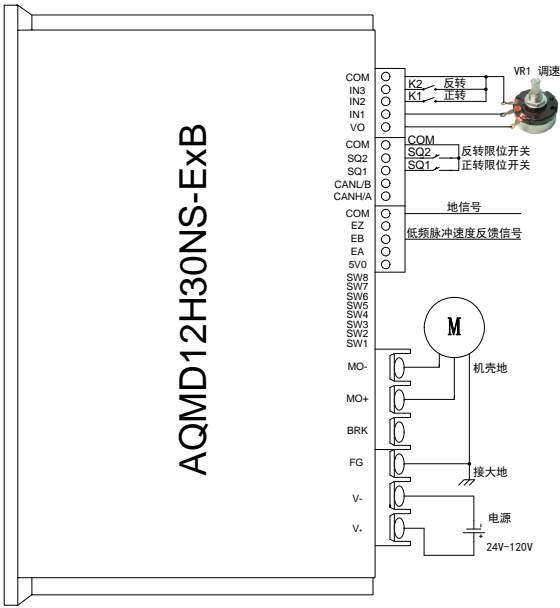 AQMD12H30NS-ExB
COM
IN3
IN2
IN1
VO
K2 反转
K1 正转
VR1 调速
COM
SQ2
SQ1
CANL/B
CANH/A
COM
SQ2 反转限位开关
SQ1 正转限位开关
COM
EZ
EB
EA
5V0
地信号
低频脉冲速度反馈信号
SW8
SW7
SW6
SW5
SW4
SW3
SW2
SW1
M
MO-
机壳地
MO+
BRK
FG
接大地
V-
V+
电源
24V-120V